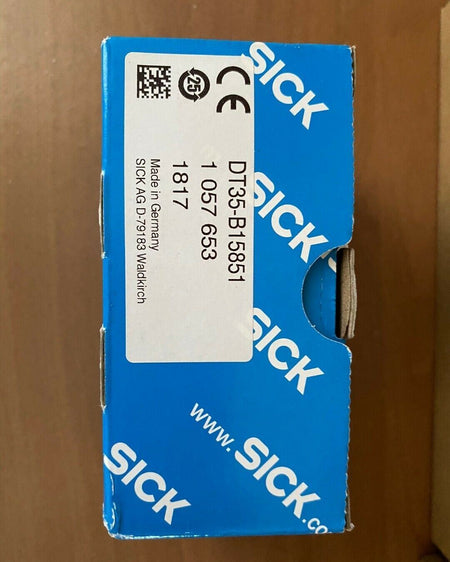 SICK
25
CE
DT35-B15851
1 057 653
1817
Made in Germany
SICK AG D-79183 Waldkirch
SICK
SICK
www.SICK.co
SICK